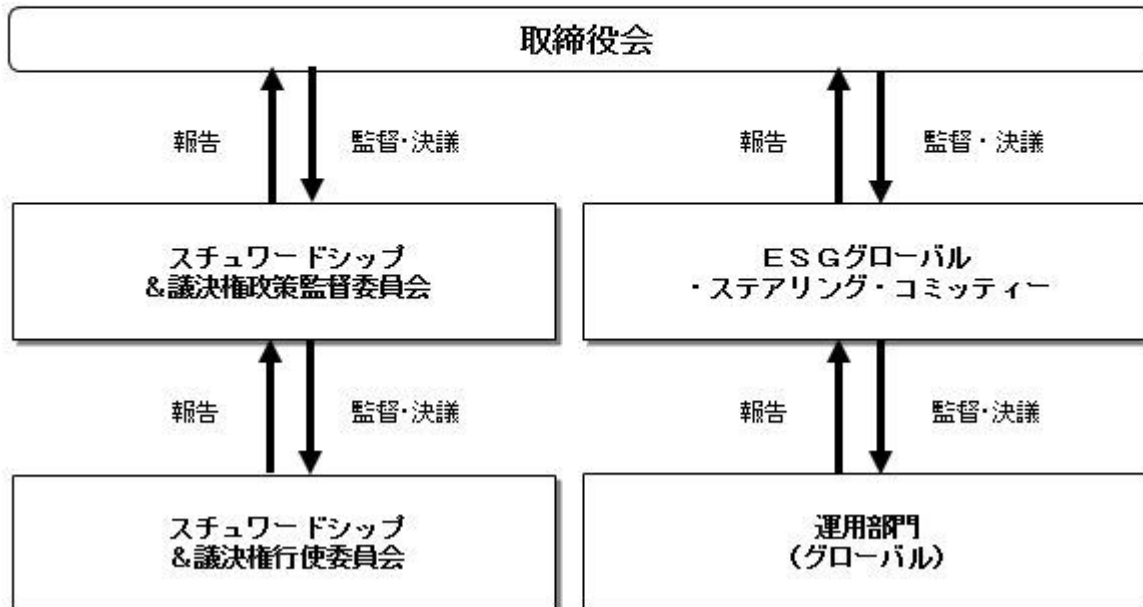 取締役会
報告
監督・決議
報告
監督・決議
スチュワードシップ
&議決権政策監督委員会
ESGグローバル
・ステアリング・コミッティー
報告
監督・決議
報告
監督・決議
スチュワードシップ
&議決権行使委員会
運用部門
(グローバル)